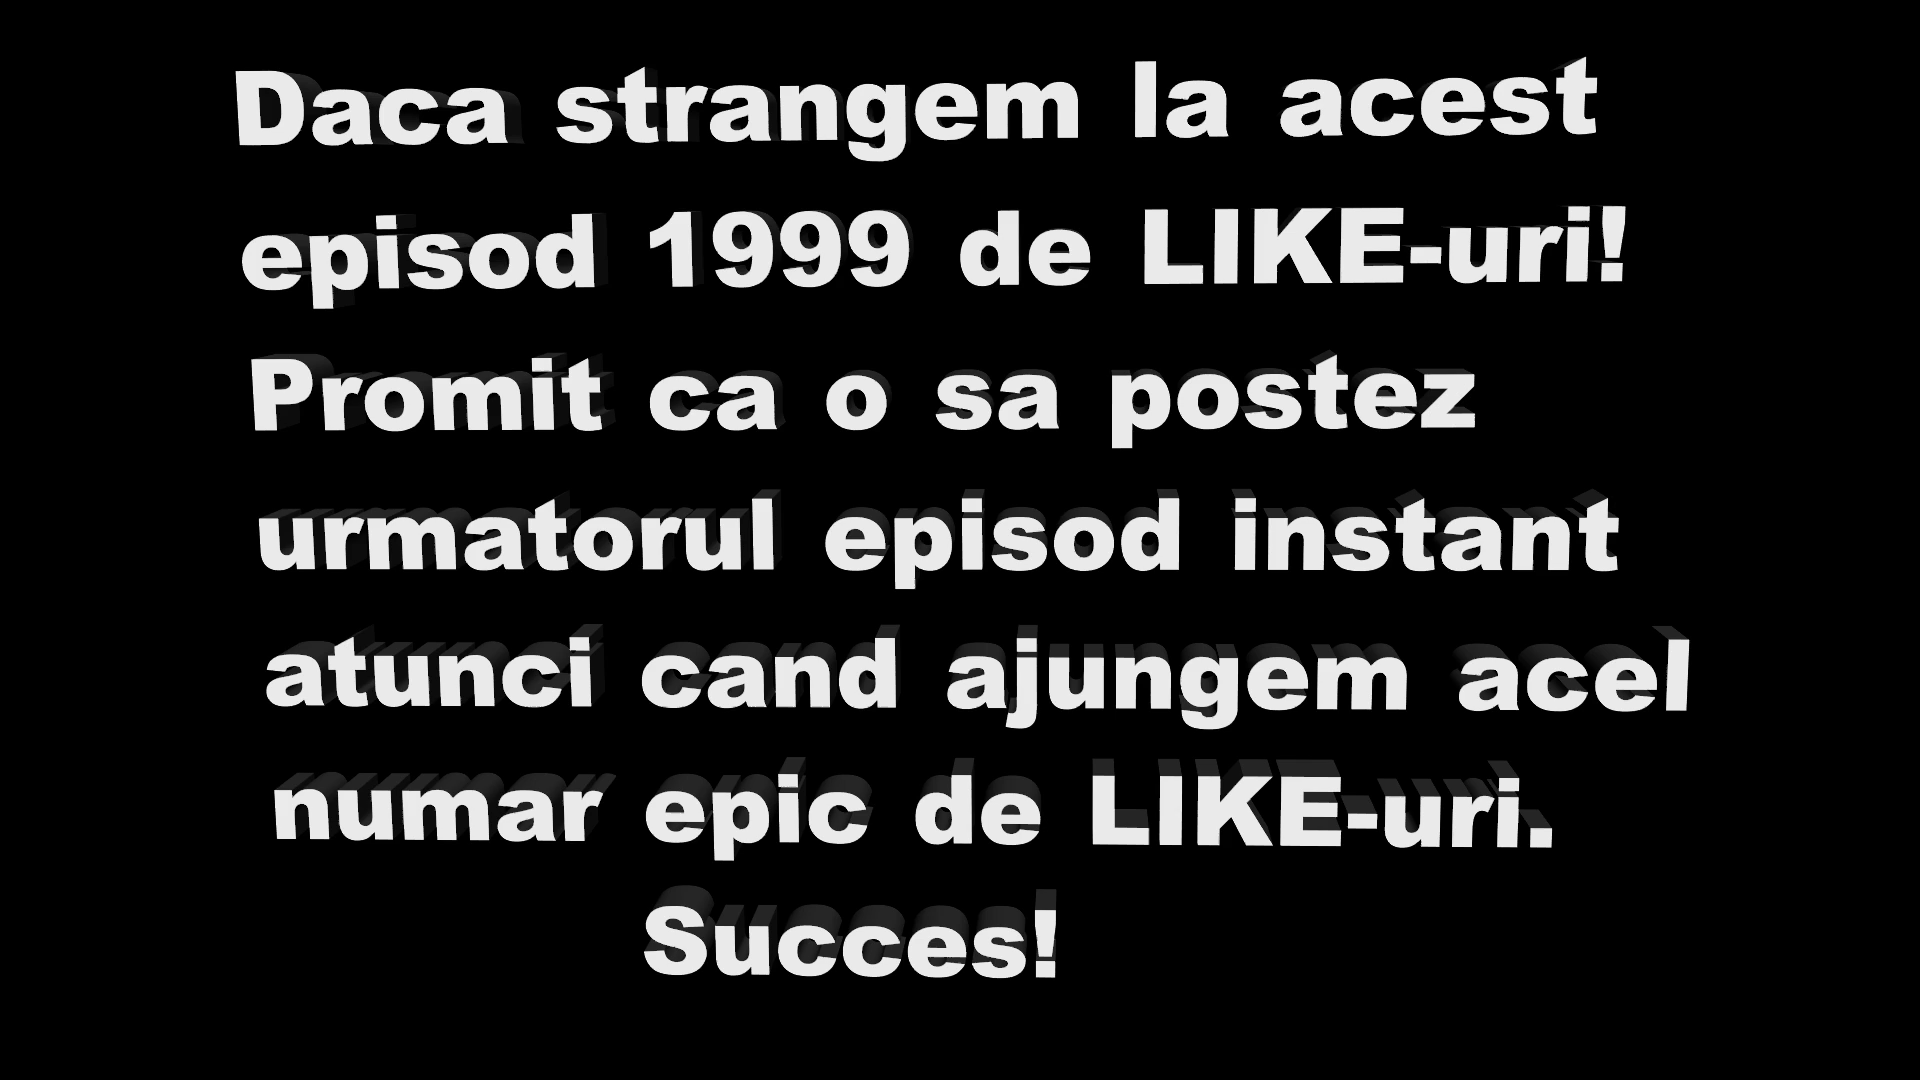 Daca strangem la acest
episod 1999 de LIKE-uri!
Promit ca o sa postez
urmatorul episod instant
atunci cand ajungem acel
numar epic de LIKE-uri.
Succes!